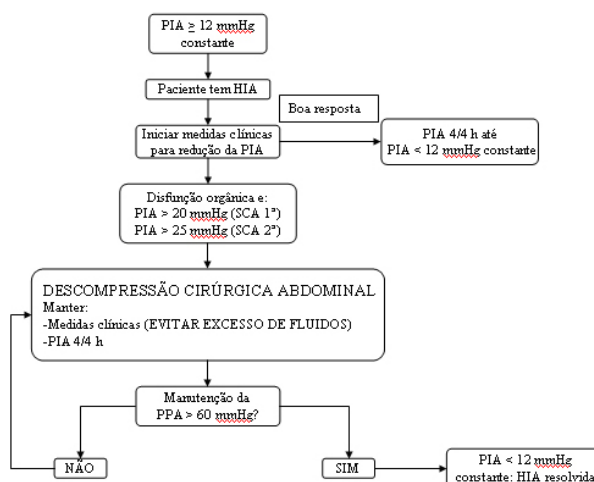 PIA ≥ 12 mmHg
constante
Paciente tem HIA
Boa resposta
Iniciar medidas clínicas
para redução da PIA
PIA 4/4 h até
PIA < 12 mmHg constante
Disfunção orgânica e:
PIA > 20 mmHg (SCA 1ª)
PIA > 25 mmHg (SCA 2ª)
DESCOMPRESSÃO CIRÚRGICA ABDOMINAL
Manter:
-Medidas clínicas (EVITAR EXCESSO DE FLUIDOS)
-PIA 4/4 h
Manutenção da
PPA > 60 mmHg?
NÃO
SIM
PIA < 12 mmHg
constante: HIA resolvida